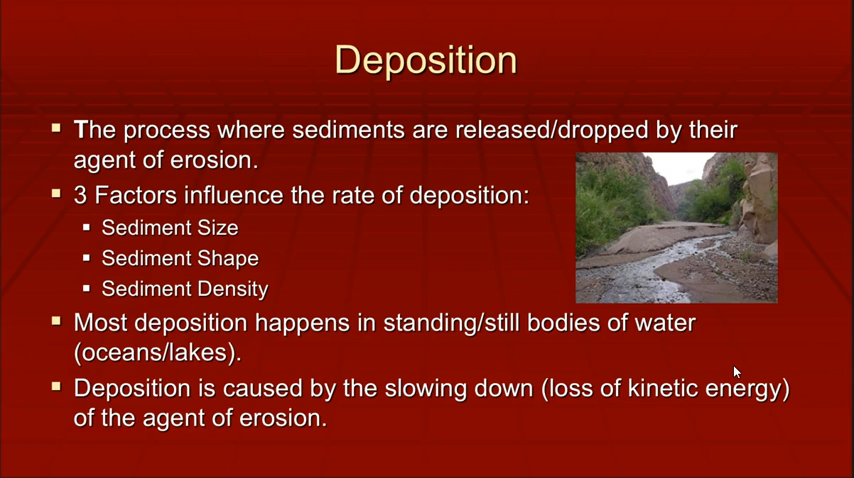 Deposition
The process where sediments are released/dropped by their
agent of erosion.
3 Factors influence the rate of deposition:
Sediment Size
Sediment Shape
Sediment Density
Most deposition happens in standing/still bodies of water
(oceans/lakes).
Deposition is caused by the slowing down (loss of kinetic energy)
of the agent of erosion.